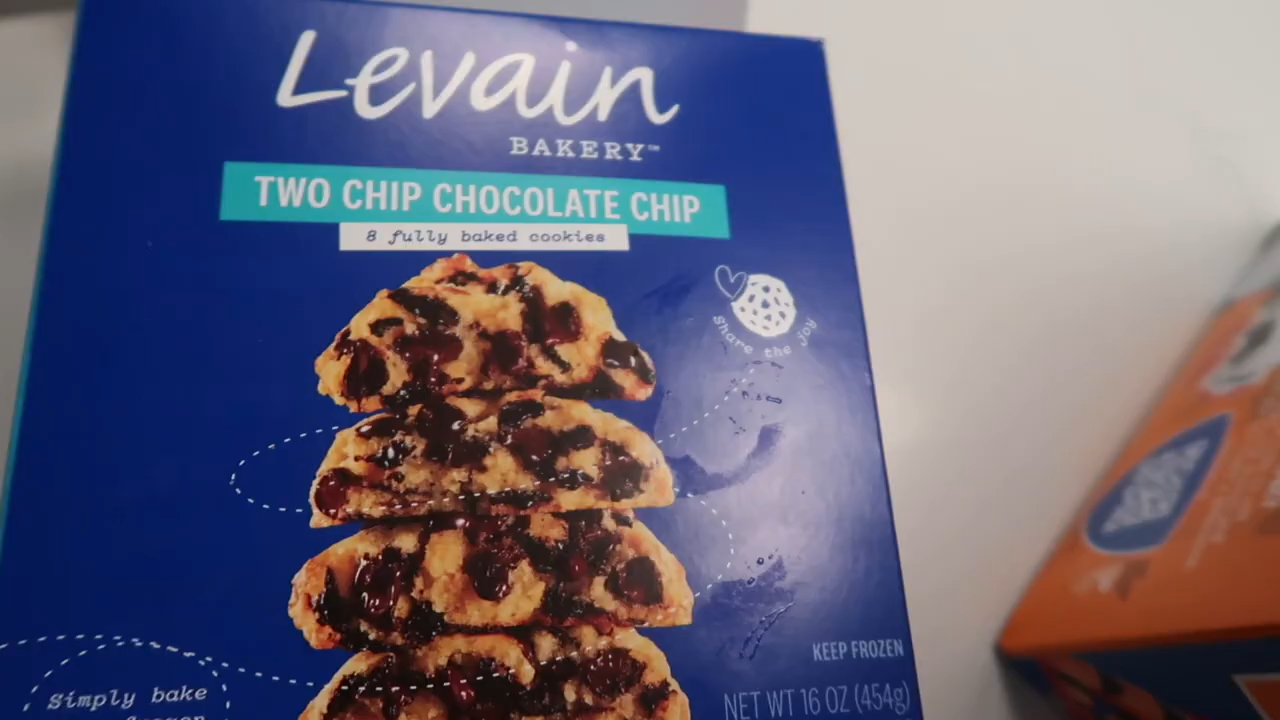 Levain
BAKERY™
TWO CHIP CHOCOLATE CHIP
8 fully baked cookies
Share the Joy
KEEP FROZEN
NET WT 16 OZ (454g)
Simply bake